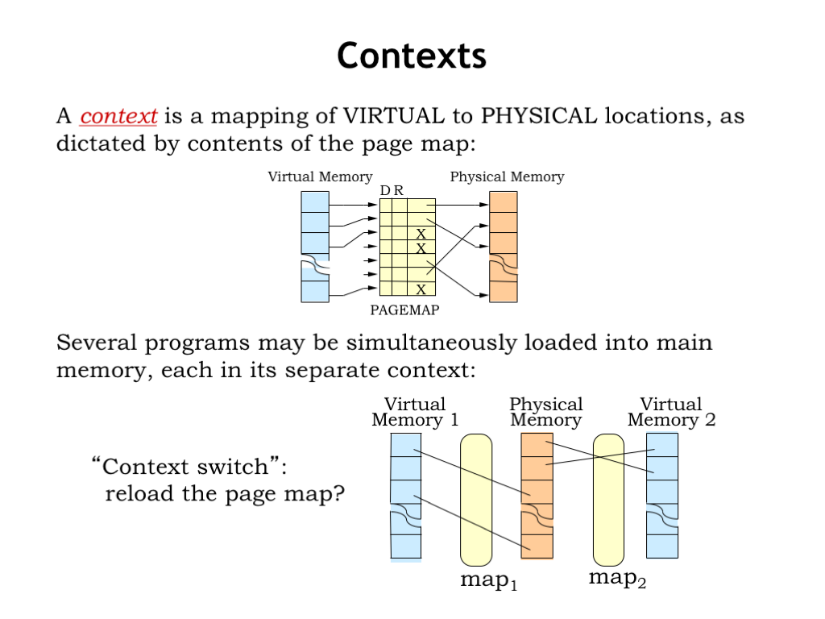 Contexts
A context is a mapping of VIRTUAL to PHYSICAL locations, as
dictated by contents of the page map:
Virtual Memory
Physical Memory
D R
X
X
X
PAGEMAP
Several programs may be simultaneously loaded into main
memory, each in its separate context:
Virtual
Memory 1
Physical
Memory
Virtual
Memory 2
“Context switch”:
reload the page map?
map1
map2